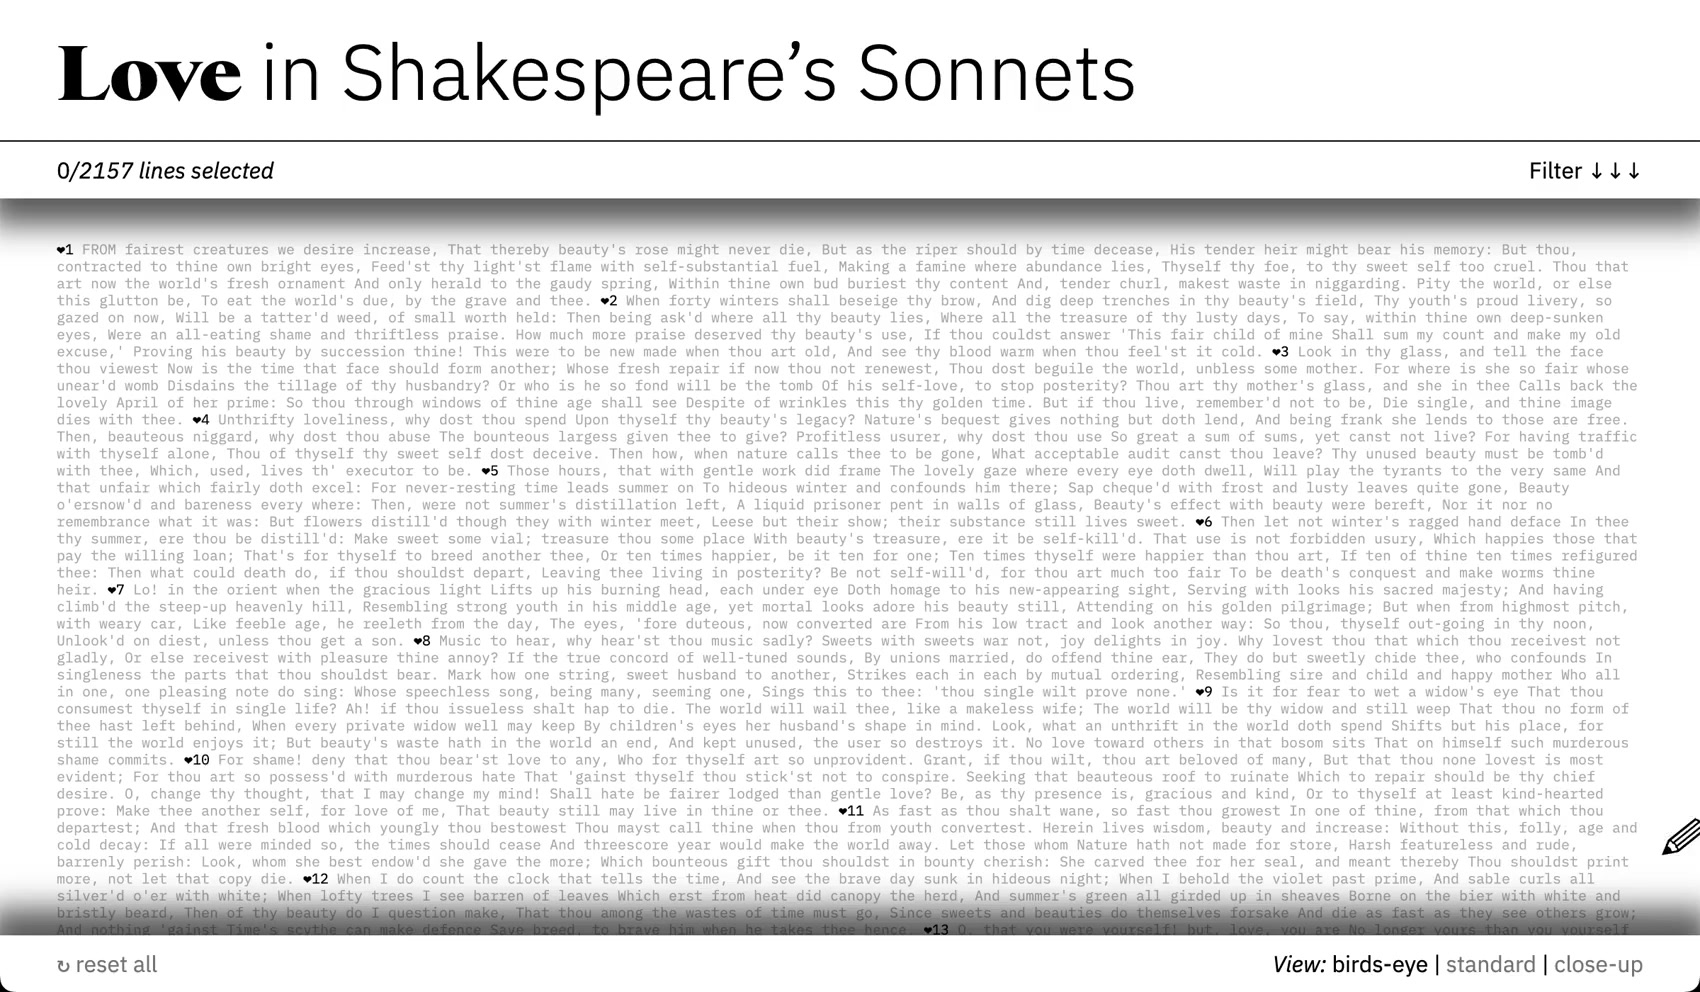 Love in Shakespeare’s Sonnets
0/2157 lines selected
Filter ↓↓↓
❤1 FROM fairest creatures we desire increase, That thereby beauty's rose might never die, But as the riper should by time decease, His tender heir might bear his memory: But thou,
contracted to thine own bright eyes, Feed'st thy light'st flame with self-substantial fuel, Making a famine where abundance lies, Thyself thy foe, to thy sweet self too cruel. Thou that
art now the world's fresh ornament And only herald to the gaudy spring, Within thine own bud buriest thy content And, tender churl, makest waste in niggarding. Pity the world, or else
this glutton be, To eat the world's due, by the grave and thee. ❤2 When forty winters shall beseige thy brow, And dig deep trenches in thy beauty's field, Thy youth's proud livery, so
gazed on now, Will be a tatter'd weed, of small worth held: Then being ask'd where all thy beauty lies, Where all the treasure of thy lusty days, To say, within thine own deep-sunken
eyes, Were an all-eating shame and thriftless praise. How much more praise deserved thy beauty's use, If thou couldst answer 'This fair child of mine Shall sum my count and make my old
excuse,' Proving his beauty by succession thine! This were to be new made when thou art old, And see thy blood warm when thou feel'st it cold. ❤3 Look in thy glass, and tell the face
thou viewest Now is the time that face should form another; Whose fresh repair if now thou not renewest, Thou dost beguile the world, unbless some mother. For where is she so fair whose
unear'd womb Disdains the tillage of thy husbandry? Or who is he so fond will be the tomb Of his self-love, to stop posterity? Thou art thy mother's glass, and she in thee Calls back the
lovely April of her prime: So thou through windows of thine age shall see Despite of wrinkles this thy golden time. But if thou live, remember'd not to be, Die single, and thine image
dies with thee. ❤4 Unthrifty loveliness, why dost thou spend Upon thyself thy beauty's legacy? Nature's bequest gives nothing but doth lend, And being frank she lends to those are free.
Then, beauteous niggard, why dost thou abuse The bounteous largess given thee to give? Profitless usurer, why dost thou use So great a sum of sums, yet canst not live? For having traffic
with thyself alone, Thou of thyself thy sweet self dost deceive. Then how, when nature calls thee to be gone, What acceptable audit canst thou leave? Thy unused beauty must be tomb'd
with thee, Which, used, lives th' executor to be. ❤5 Those hours, that with gentle work did frame The lovely gaze where every eye doth dwell, Will play the tyrants to the very same And
that unfair which fairly doth excel: For never-resting time leads summer on To hideous winter and confounds him there; Sap cheque'd with frost and lusty leaves quite gone, Beauty
o'ersnow'd and bareness every where: Then, were not summer's distillation left, A liquid prisoner pent in walls of glass, Beauty's effect with beauty were bereft, Nor it nor no
remembrance what it was: But flowers distill'd though they with winter meet, Leese but their show; their substance still lives sweet. ❤6 Then let not winter's ragged hand deface In thee
thy summer, ere thou be distill'd: Make sweet some vial; treasure thou some place With beauty's treasure, ere it be self-kill'd. That use is not forbidden usury, Which happies those that
pay the willing loan; That's for thyself to breed another thee, Or ten times happier, be it ten for one; Ten times thyself were happier than thou art, If ten of thine ten times refigured
thee: Then what could death do, if thou shouldst depart, Leaving thee living in posterity? Be not self-will'd, for thou art much too fair To be death's conquest and make worms thine
heir. ❤7 Lo! in the orient when the gracious light Lifts up his burning head, each under eye Doth homage to his new-appearing sight, Serving with looks his sacred majesty; And having
climb'd the steep-up heavenly hill, Resembling strong youth in his middle age, yet mortal looks adore his beauty still, Attending on his golden pilgrimage; But when from highmost pitch,
with weary car, Like feeble age, he reeleth from the day, The eyes, 'fore duteous, now converted are From his low tract and look another way: So thou, thyself out-going in thy noon,
Unlook'd on diest, unless thou get a son. ❤8 Music to hear, why hear'st thou music sadly? Sweets with sweets war not, joy delights in joy. Why lovest thou that which thou receivest not
gladly, Or else receivest with pleasure thine annoy? If the true concord of well-tuned sounds, By unions married, do offend thine ear, They do but sweetly chide thee, who confounds In
singleness the parts that thou shouldst bear. Mark how one string, sweet husband to another, Strikes each in each by mutual ordering, Resembling sire and child and happy mother Who all
in one, one pleasing note do sing: Whose speechless song, being many, seeming one, Sings this to thee: 'thou single wilt prove none.' ❤9 Is it for fear to wet a widow's eye That thou
consumest thyself in single life? Ah! if thou issueless shalt hap to die. The world will wail thee, like a makeless wife; The world will be thy widow and still weep That thou no form of
thee hast left behind, When every private widow well may keep By children's eyes her husband's shape in mind. Look, what an unthrift in the world doth spend Shifts but his place, for
still the world enjoys it; But beauty's waste hath in the world an end, And kept unused, the user so destroys it. No love toward others in that bosom sits That on himself such murderous
shame commits. ❤10 For shame! deny that thou bear'st love to any, Who for thyself art so unprovident. Grant, if thou wilt, thou art beloved of many, But that thou none lovest is most
evident; For thou art so possess'd with murderous hate That 'gainst thyself thou stick'st not to conspire. Seeking that beauteous roof to ruinate Which to repair should be thy chief
desire. O, change thy thought, that I may change my mind! Shall hate be fairer lodged than gentle love? Be, as thy presence is, gracious and kind, Or to thyself at least kind-hearted
prove: Make thee another self, for love of me, That beauty still may live in thine or thee. ❤11 As fast as thou shalt wane, so fast thou growest In one of thine, from that which thou
departest; And that fresh blood which youngly thou bestowest Thou mayst call thine when thou from youth convertest. Herein lives wisdom, beauty and increase: Without this, folly, age and
cold decay: If all were minded so, the times should cease And threescore year would make the world away. Let those whom Nature hath not made for store, Harsh featureless and rude,
barrenly perish: Look, whom she best endow'd she gave the more; Which bounteous gift thou shouldst in bounty cherish: She carved thee for her seal, and meant thereby Thou shouldst print
more, not let that copy die. ❤12 When I do count the clock that tells the time, And see the brave day sunk in hideous night; When I behold the violet past prime, And sable curls all
silver'd o'er with white; When lofty trees I see barren of leaves Which erst from heat did canopy the herd, And summer's green all girded up in sheaves Borne on the bier with white and
bristly beard, Then of thy beauty do I question make, That thou among the wastes of time must go, Since sweets and beauties do themselves forsake And die as fast as they see others grow;
And nothing 'gainst Time's scythe can make defence Save breed, to brave him when he takes thee hence. ❤13 O, that you were yourself! but, love, you are No longer yours than you yourself
↻ reset all
View: birds-eye | standard | close-up